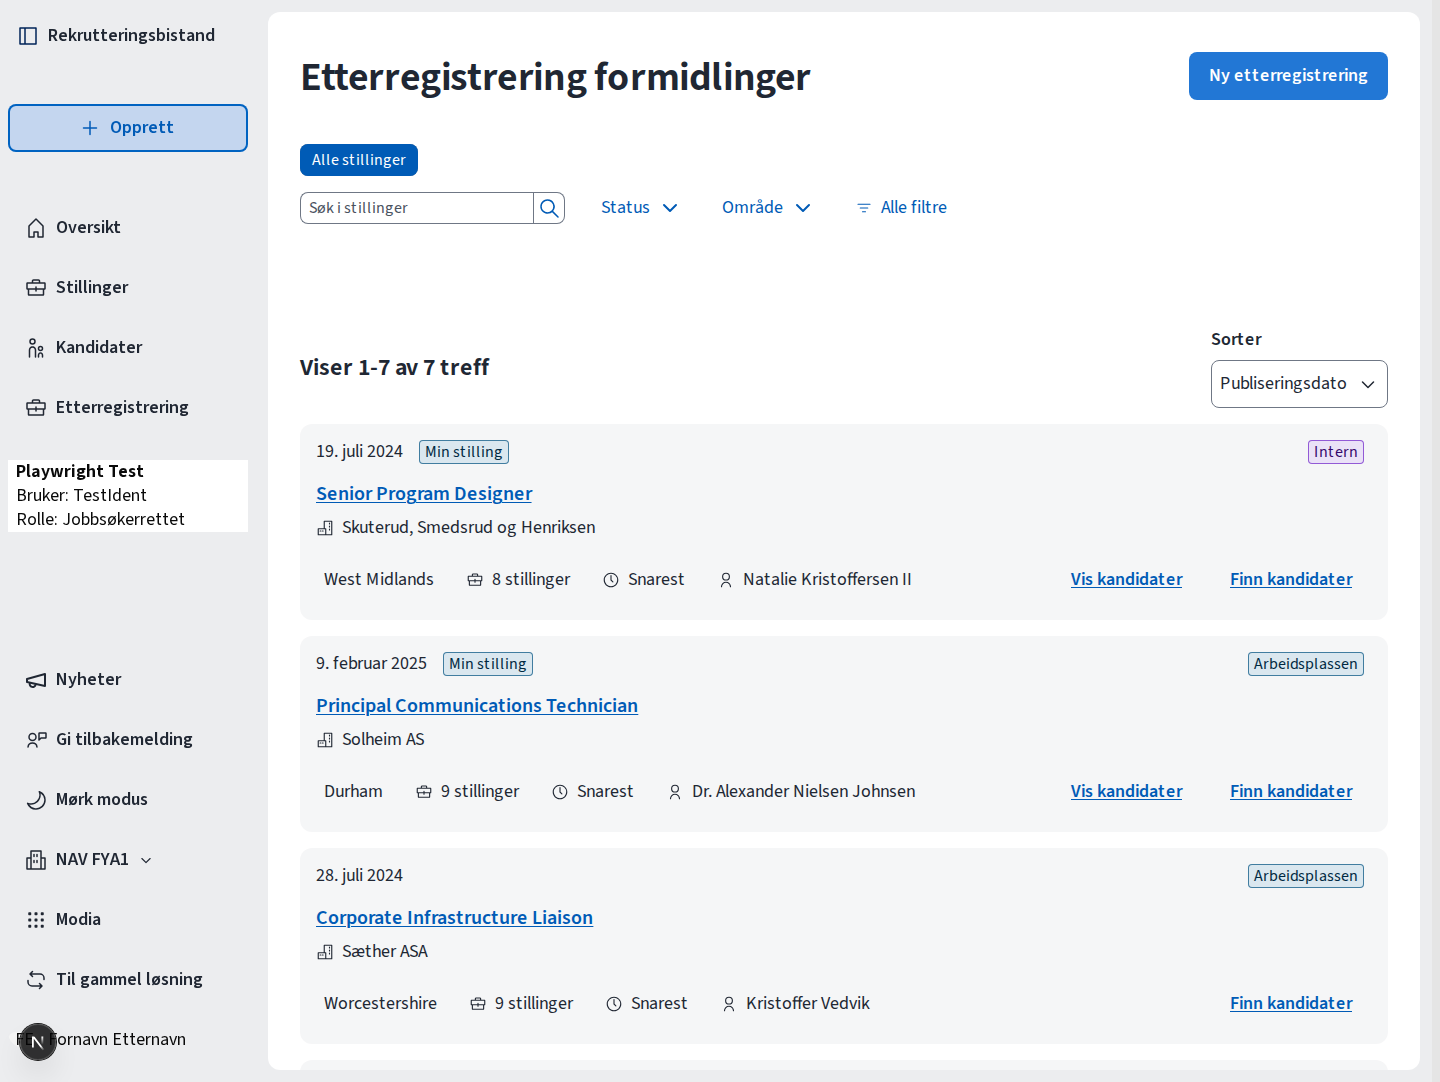 Rekrutteringsbistand
Opprett
Oversikt
Stillinger
Kandidater
Etterregistrering
Playwright Test
Bruker: TestIdent
Rolle: Jobbsøkerrettet
Nyheter
Gi tilbakemelding
Mørk modus
NAV FYA1
Modia
Til gammel løsning
Fornavn Etternavn
Etterregistrering formidlinger
Ny etterregistrering
Alle stillinger
Søk i stillinger
Status
Område
Alle filtre
Viser 1-7 av 7 treff
Sorter
Publiseringsdato
19. juli 2024 Min stilling Intern
Senior Program Designer
Skuterud, Smedsrud og Henriksen
West Midlands 8 stillinger Snarest Natalie Kristoffersen II Vis kandidater Finn kandidater
9. februar 2025 Min stilling Arbeidsplassen
Principal Communications Technician
Solheim AS
Durham 9 stillinger Snarest Dr. Alexander Nielsen Johnsen Vis kandidater Finn kandidater
28. juli 2024 Arbeidsplassen
Corporate Infrastructure Liaison
Sæther ASA
Worcestershire 9 stillinger Snarest Kristoffer Vedvik Finn kandidater